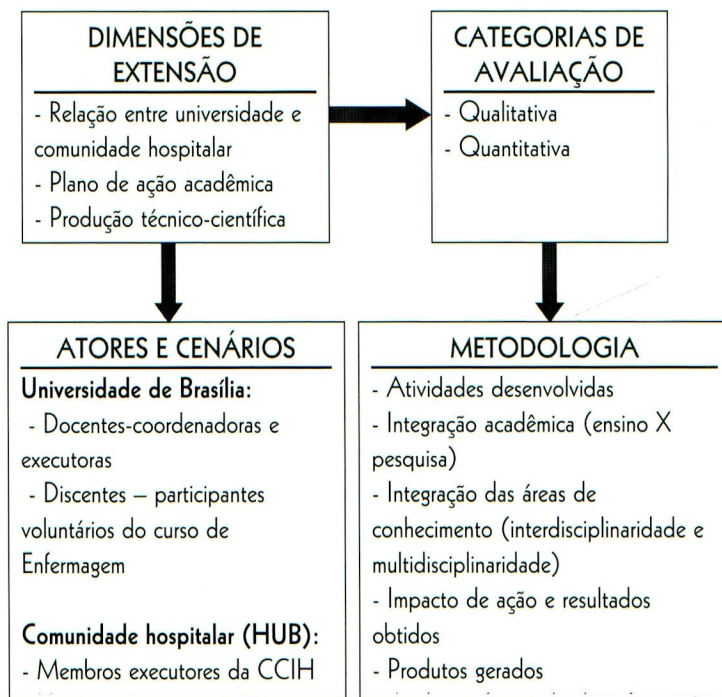 DIMENSÕES DE
EXTENSÃO
- Relação entre universidade e
comunidade hospitalar
- Plano de ação acadêmica
- Produção técnico-científica
CATEGORIAS DE
AVALIAÇÃO
- Qualitativa
- Quantitativa
ATORES E CENÁRIOS
Universidade de Brasília:
- Docentes-coordenadoras e
executoras
- Discentes – participantes
voluntários do curso de
Enfermagem
Comunidade hospitalar (HUB):
- Membros executores da CCIH
METODOLOGIA
- Atividades desenvolvidas
- Integração acadêmica (ensino X
pesquisa)
- Integração das áreas de
conhecimento (interdisciplinaridade e
multidisciplinaridade)
- Impacto de ação e resultados
obtidos
- Produtos gerados